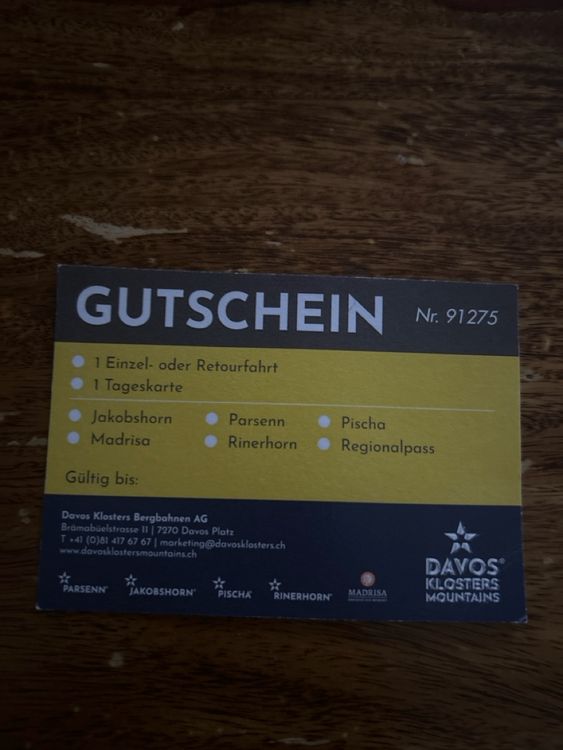 GUTSCHEIN Nr. 91275
1 Einzel- oder Retourfahrt
1 Tageskarte
Jakobshorn Parsenn Pischa
Madrisa Rinerhorn Regionalpass
Gültig bis:
Davos Klosters Bergbahnen AG
Brämabüelstrasse 11 | 7270 Davos Platz
T +41 (0)81 417 67 67 | marketing@davosklosters.ch
www.davosklostersmountains.ch
PARSENN JAKOBSHORN PISCHA RINERHORN MADRISA
DAVOS
KLOSTERS
MOUNTAINS